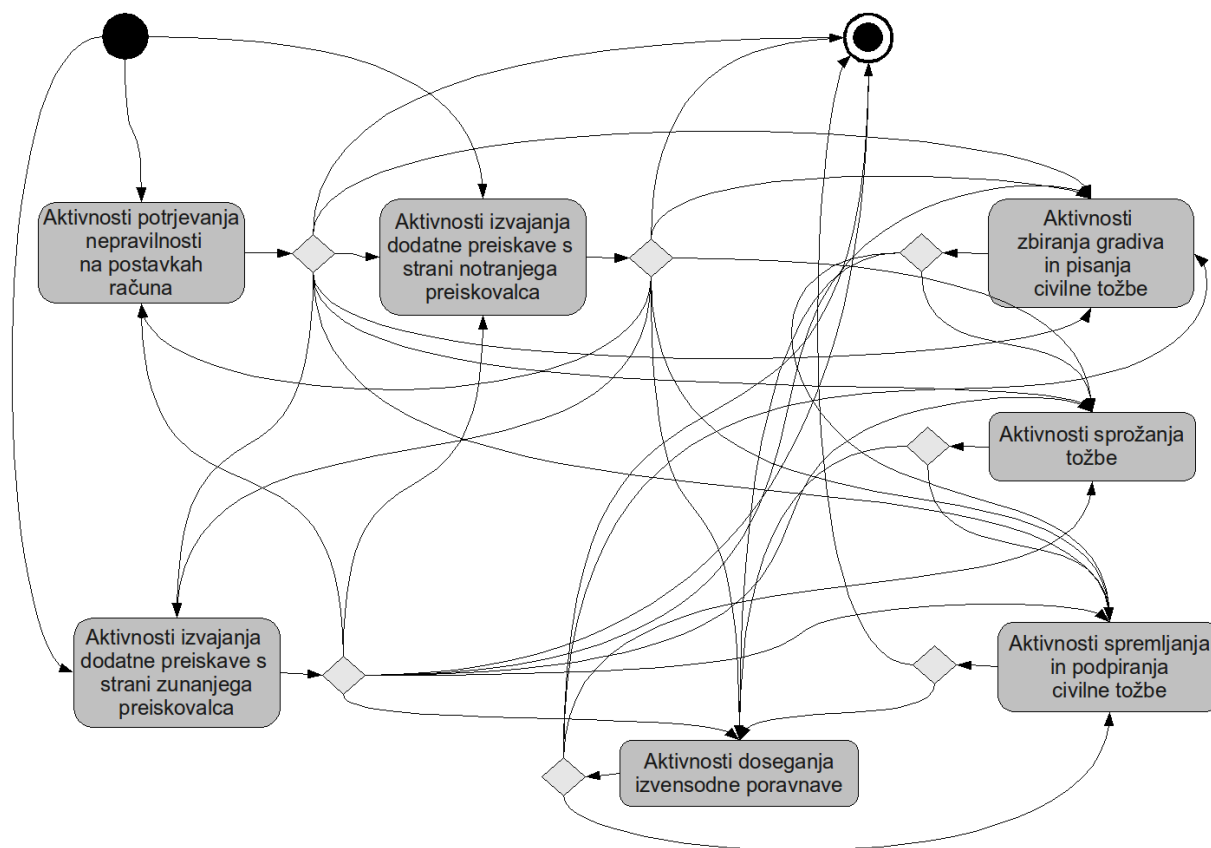 Aktivnosti potrjevanja
nepravilnosti
na postavkah
računa
Aktivnosti izvajanja
dodatne preiskave s
strani notranjega
preiskovalca
Aktivnosti
zbiranja gradiva
in pisanja
civilne tožbe
Aktivnosti sprožanja
tožbe
Aktivnosti izvajanja
dodatne preiskave s
strani zunanjega
preiskovalca
Aktivnosti spremljanja
in podpiranja
civilne tožbe
Aktivnosti doseganja
izvensodne poravnave